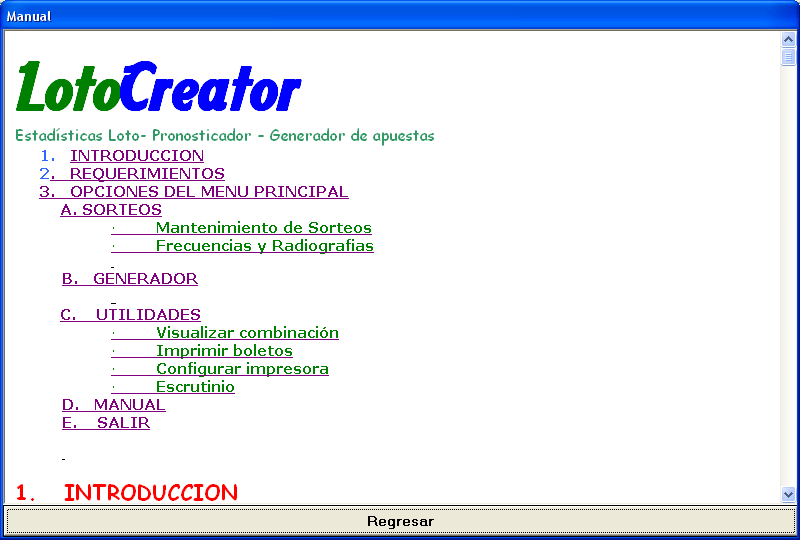 Manual
LotoCreator
Estadísticas Loto- Pronosticador - Generador de apuestas
1. INTRODUCCION
2. REQUERIMIENTOS
3. OPCIONES DEL MENU PRINCIPAL
A. SORTEOS
· Mantenimiento de Sorteos
· Frecuencias y Radiografias
B. GENERADOR
C. UTILIDADES
· Visualizar combinación
· Imprimir boletos
· Configurar impresora
· Escrutinio
D. MANUAL
E. SALIR
1. INTRODUCCION
Regresar